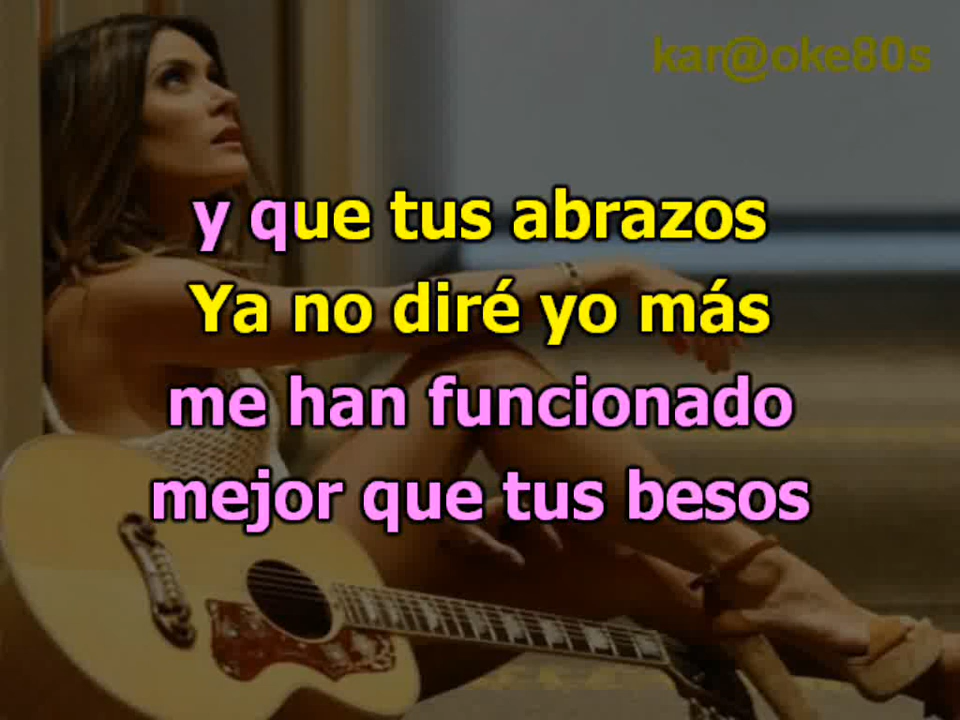 kar@oke80s
y que tus abrazos
Ya no diré yo más
me han funcionado
mejor que tus besos